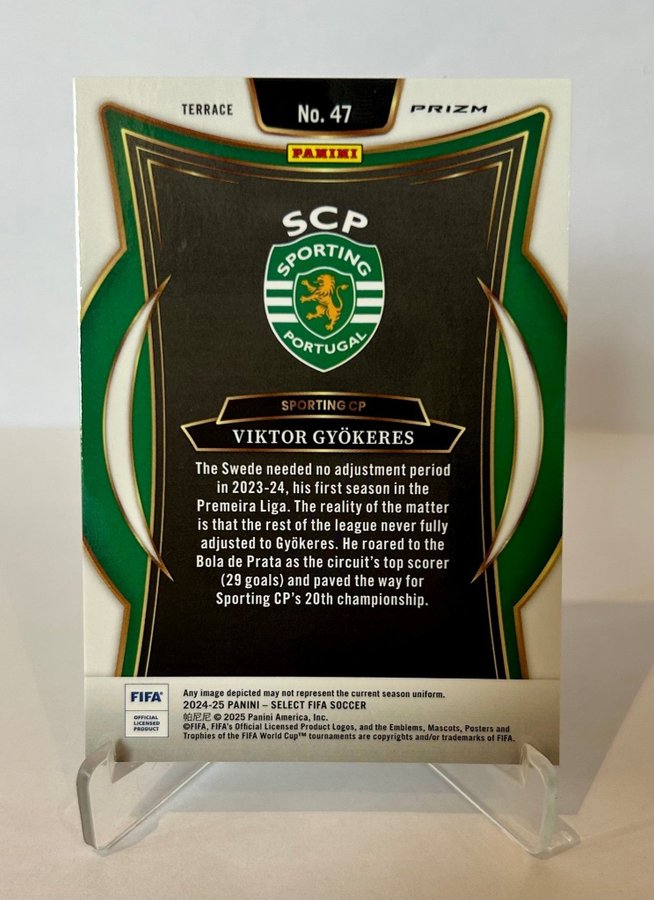 TERRACE
No. 47
PRIZM
PANINI
SCP
SPORTING
PORTUGAL
SPORTING CP
VIKTOR GYÖKERES
The Swede needed no adjustment period
in 2023-24, his first season in the
Premeira Liga. The reality of the matter
is that the rest of the league never fully
adjusted to Gyökeres. He roared to the
Bola de Prata as the circuit's top scorer
(29 goals) and paved the way for
Sporting CP's 20th championship.
FIFA®
OFFICIAL
LICENSED
PRODUCT
Any image depicted may not represent the current season uniform.
2024-25 PANINI – SELECT FIFA SOCCER
帕尼尼 © 2025 Panini America, Inc.
©FIFA, FIFA's Official Licensed Product Logos, and the Emblems, Mascots, Posters and
Trophies of the FIFA World Cup™ tournaments are copyrights and/or trademarks of FIFA.